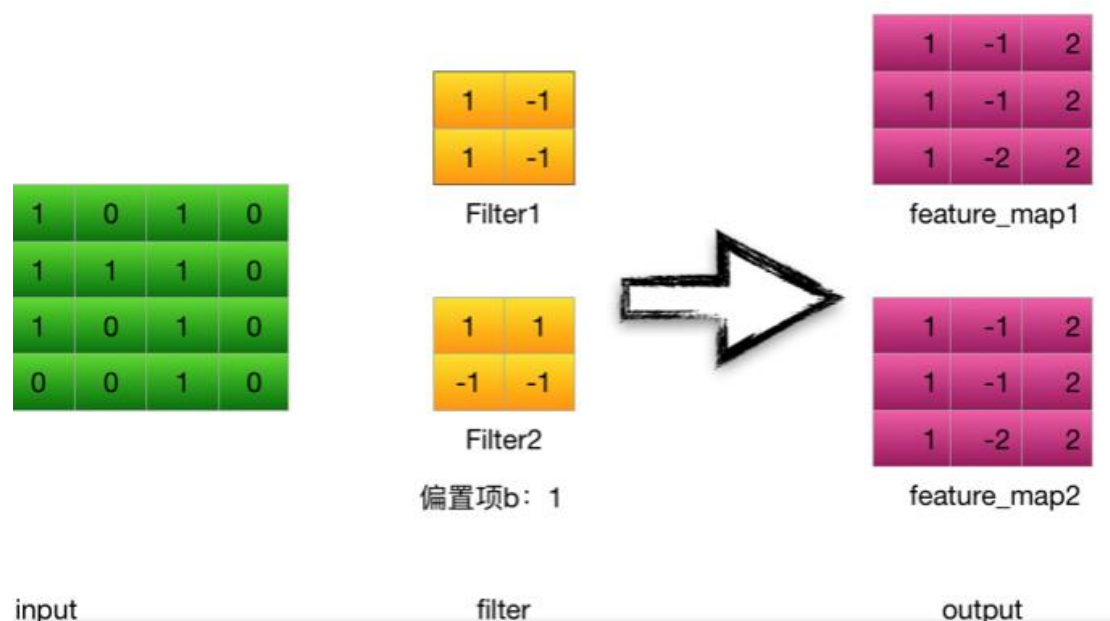 1 0 1 0
1 1 1 0
1 0 1 0
0 0 1 0
input
1 -1
1 -1
Filter1
1 1
-1 -1
Filter2
偏置项b：1
filter
1 -1 2
1 -1 2
1 -2 2
feature_map1
1 -1 2
1 -1 2
1 -2 2
feature_map2
output